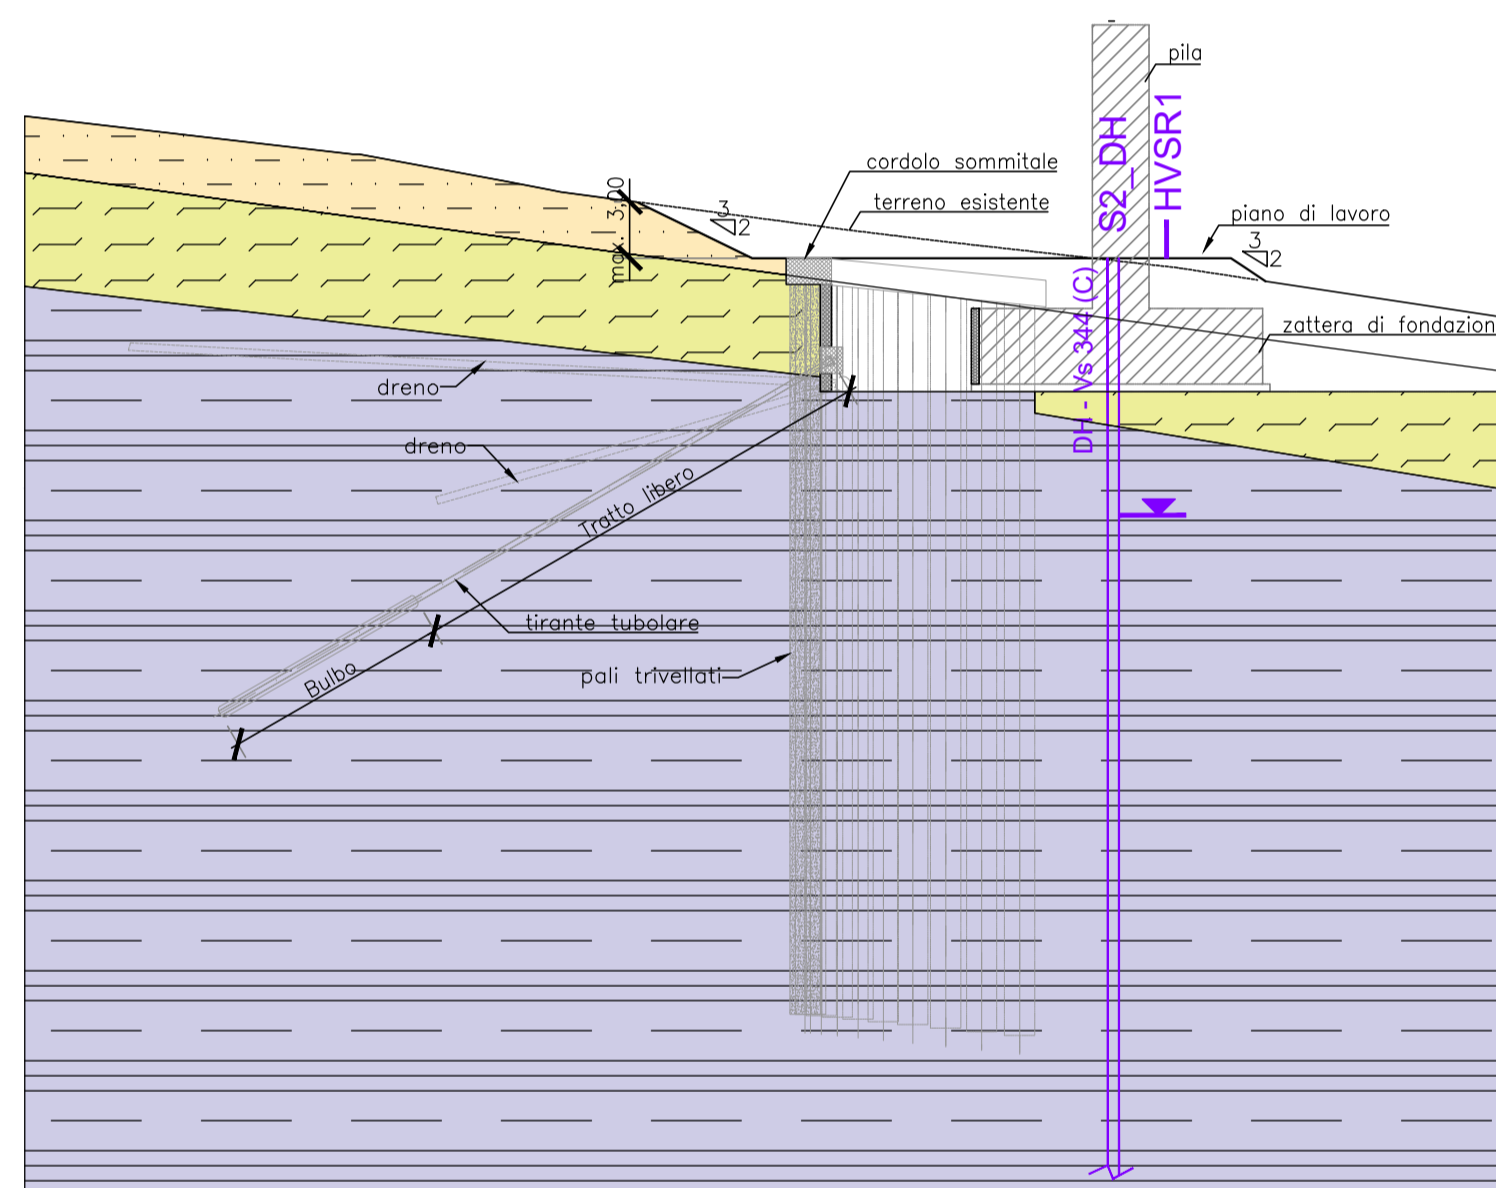 pila
S2_DH
HVSR1
cordolo sommitale
terreno esistente
piano di lavoro
max. 3,00
3
2
3
2
DH - Vs 344 (C)
zattera di fondazion
dreno
dreno
Tratto libero
tirante tubolare
Bulbo
pali trivellati